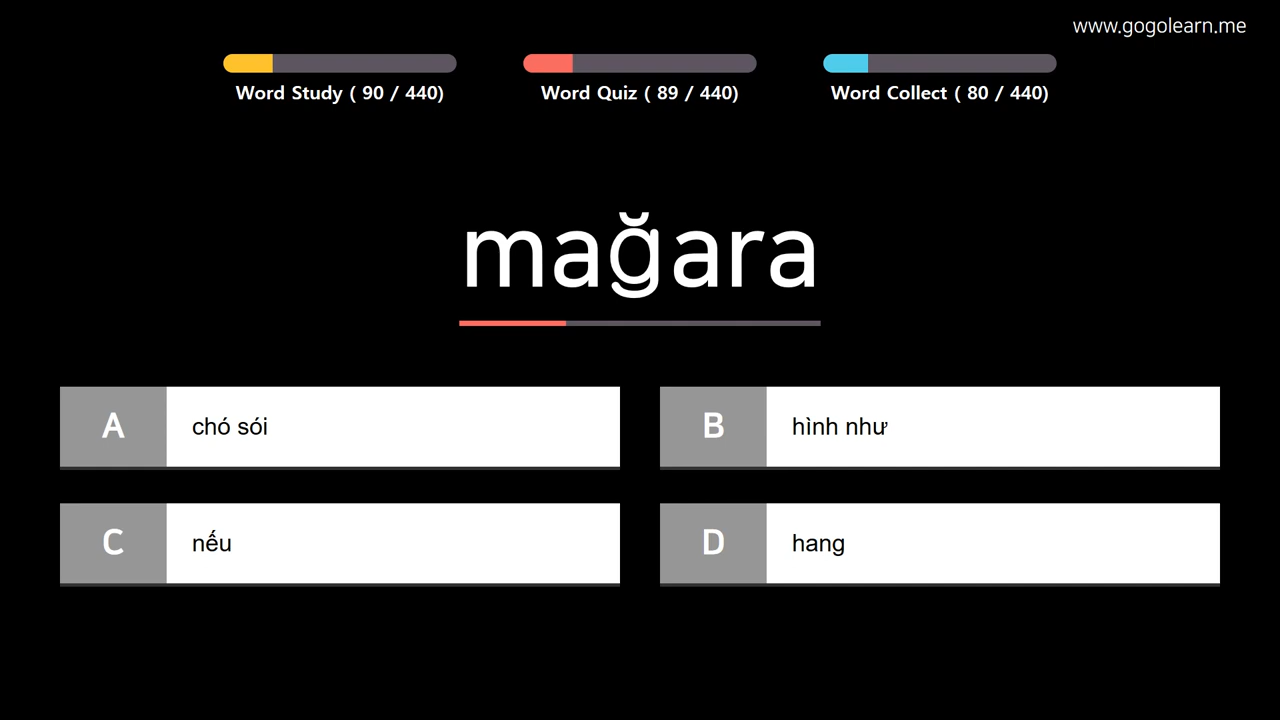 www.gogolearn.me
Word Study ( 90 / 440)
Word Quiz ( 89 / 440)
Word Collect ( 80 / 440)
mağara
A chó sói
B hình như
C nếu
D hang